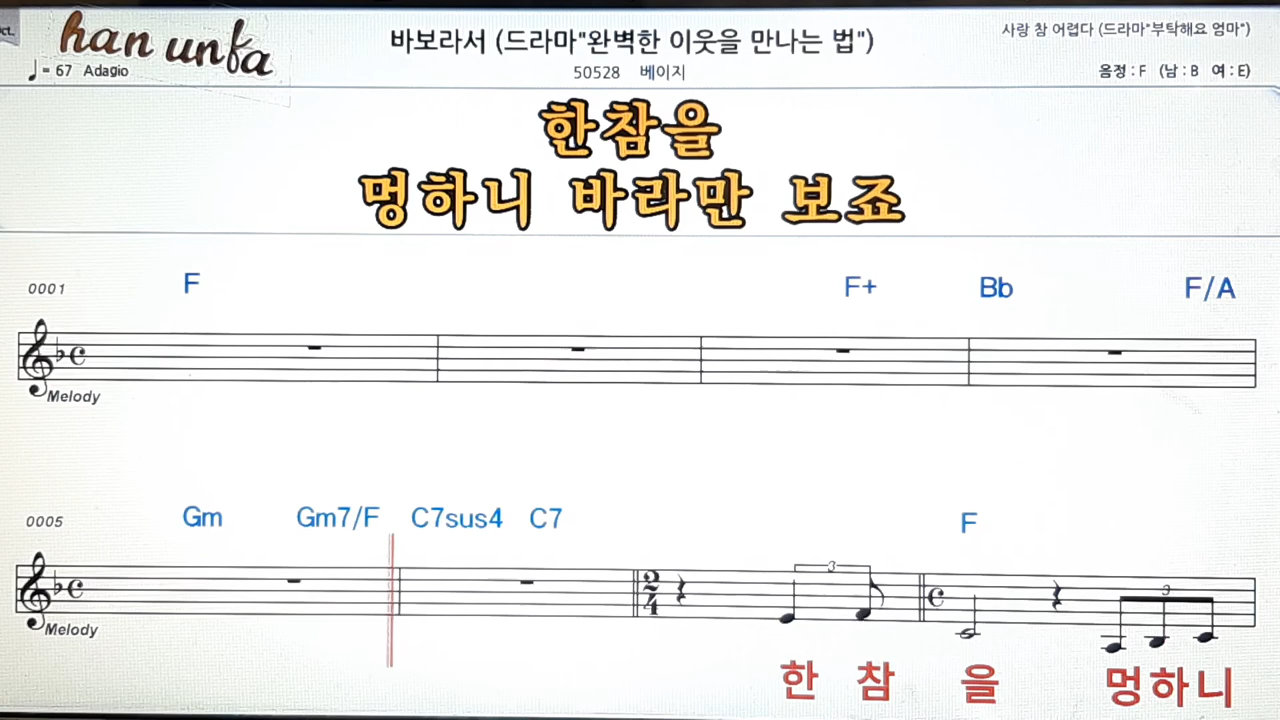 han unfa
바보라서 (드라마"완벽한 이웃을 만나는 법")
사랑 참 어렵다 (드라마"부탁해요 엄마")
♩= 67 Adagio
50528 베이지
음정 : F (남 : B 여 : E)
한참을
멍하니 바라만 보죠
0001 F F+ Bb F/A
Melody
0005 Gm Gm7/F C7sus4 C7 F
3 3
2/4
Melody
한 참 을 멍하니